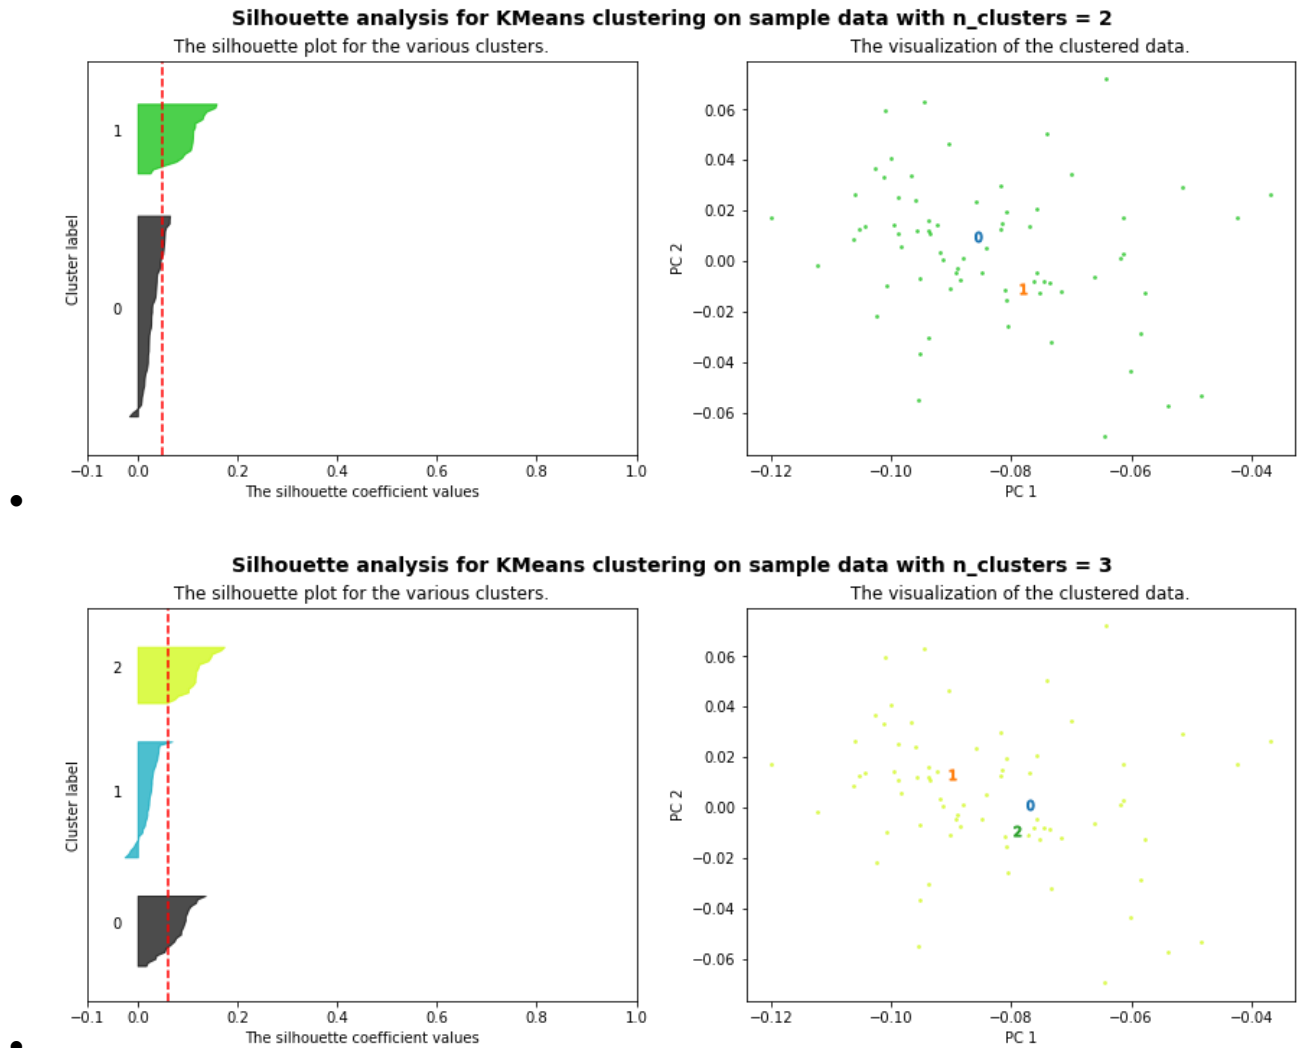 Silhouette analysis for KMeans clustering on sample data with n_clusters = 2
The silhouette plot for the various clusters.
1
0
Cluster label
−0.1 0.0 0.2 0.4 0.6 0.8 1.0
The silhouette coefficient values
The visualization of the clustered data.
0.06
0.04
0.02
0.00
−0.02
−0.04
−0.06
PC 2
0
1
−0.12 −0.10 −0.08 −0.06 −0.04
PC 1
Silhouette analysis for KMeans clustering on sample data with n_clusters = 3
The silhouette plot for the various clusters.
2
1
0
Cluster label
−0.1 0.0 0.2 0.4 0.6 0.8 1.0
The silhouette coefficient values
The visualization of the clustered data.
0.06
0.04
0.02
0.00
−0.02
−0.04
−0.06
PC 2
1
0
2
−0.12 −0.10 −0.08 −0.06 −0.04
PC 1